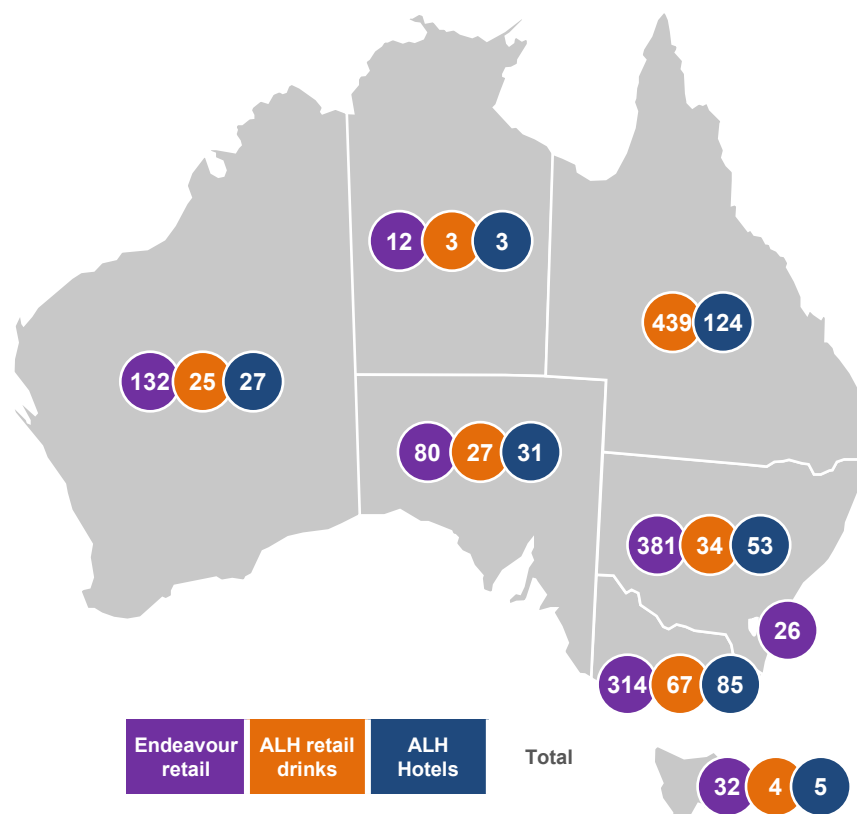 12 3 3
439 124
132 25 27
80 27 31
381 34 53
26
314 67 85
Endeavour
retail
ALH retail
drinks
ALH
Hotels
Total
32 4 5